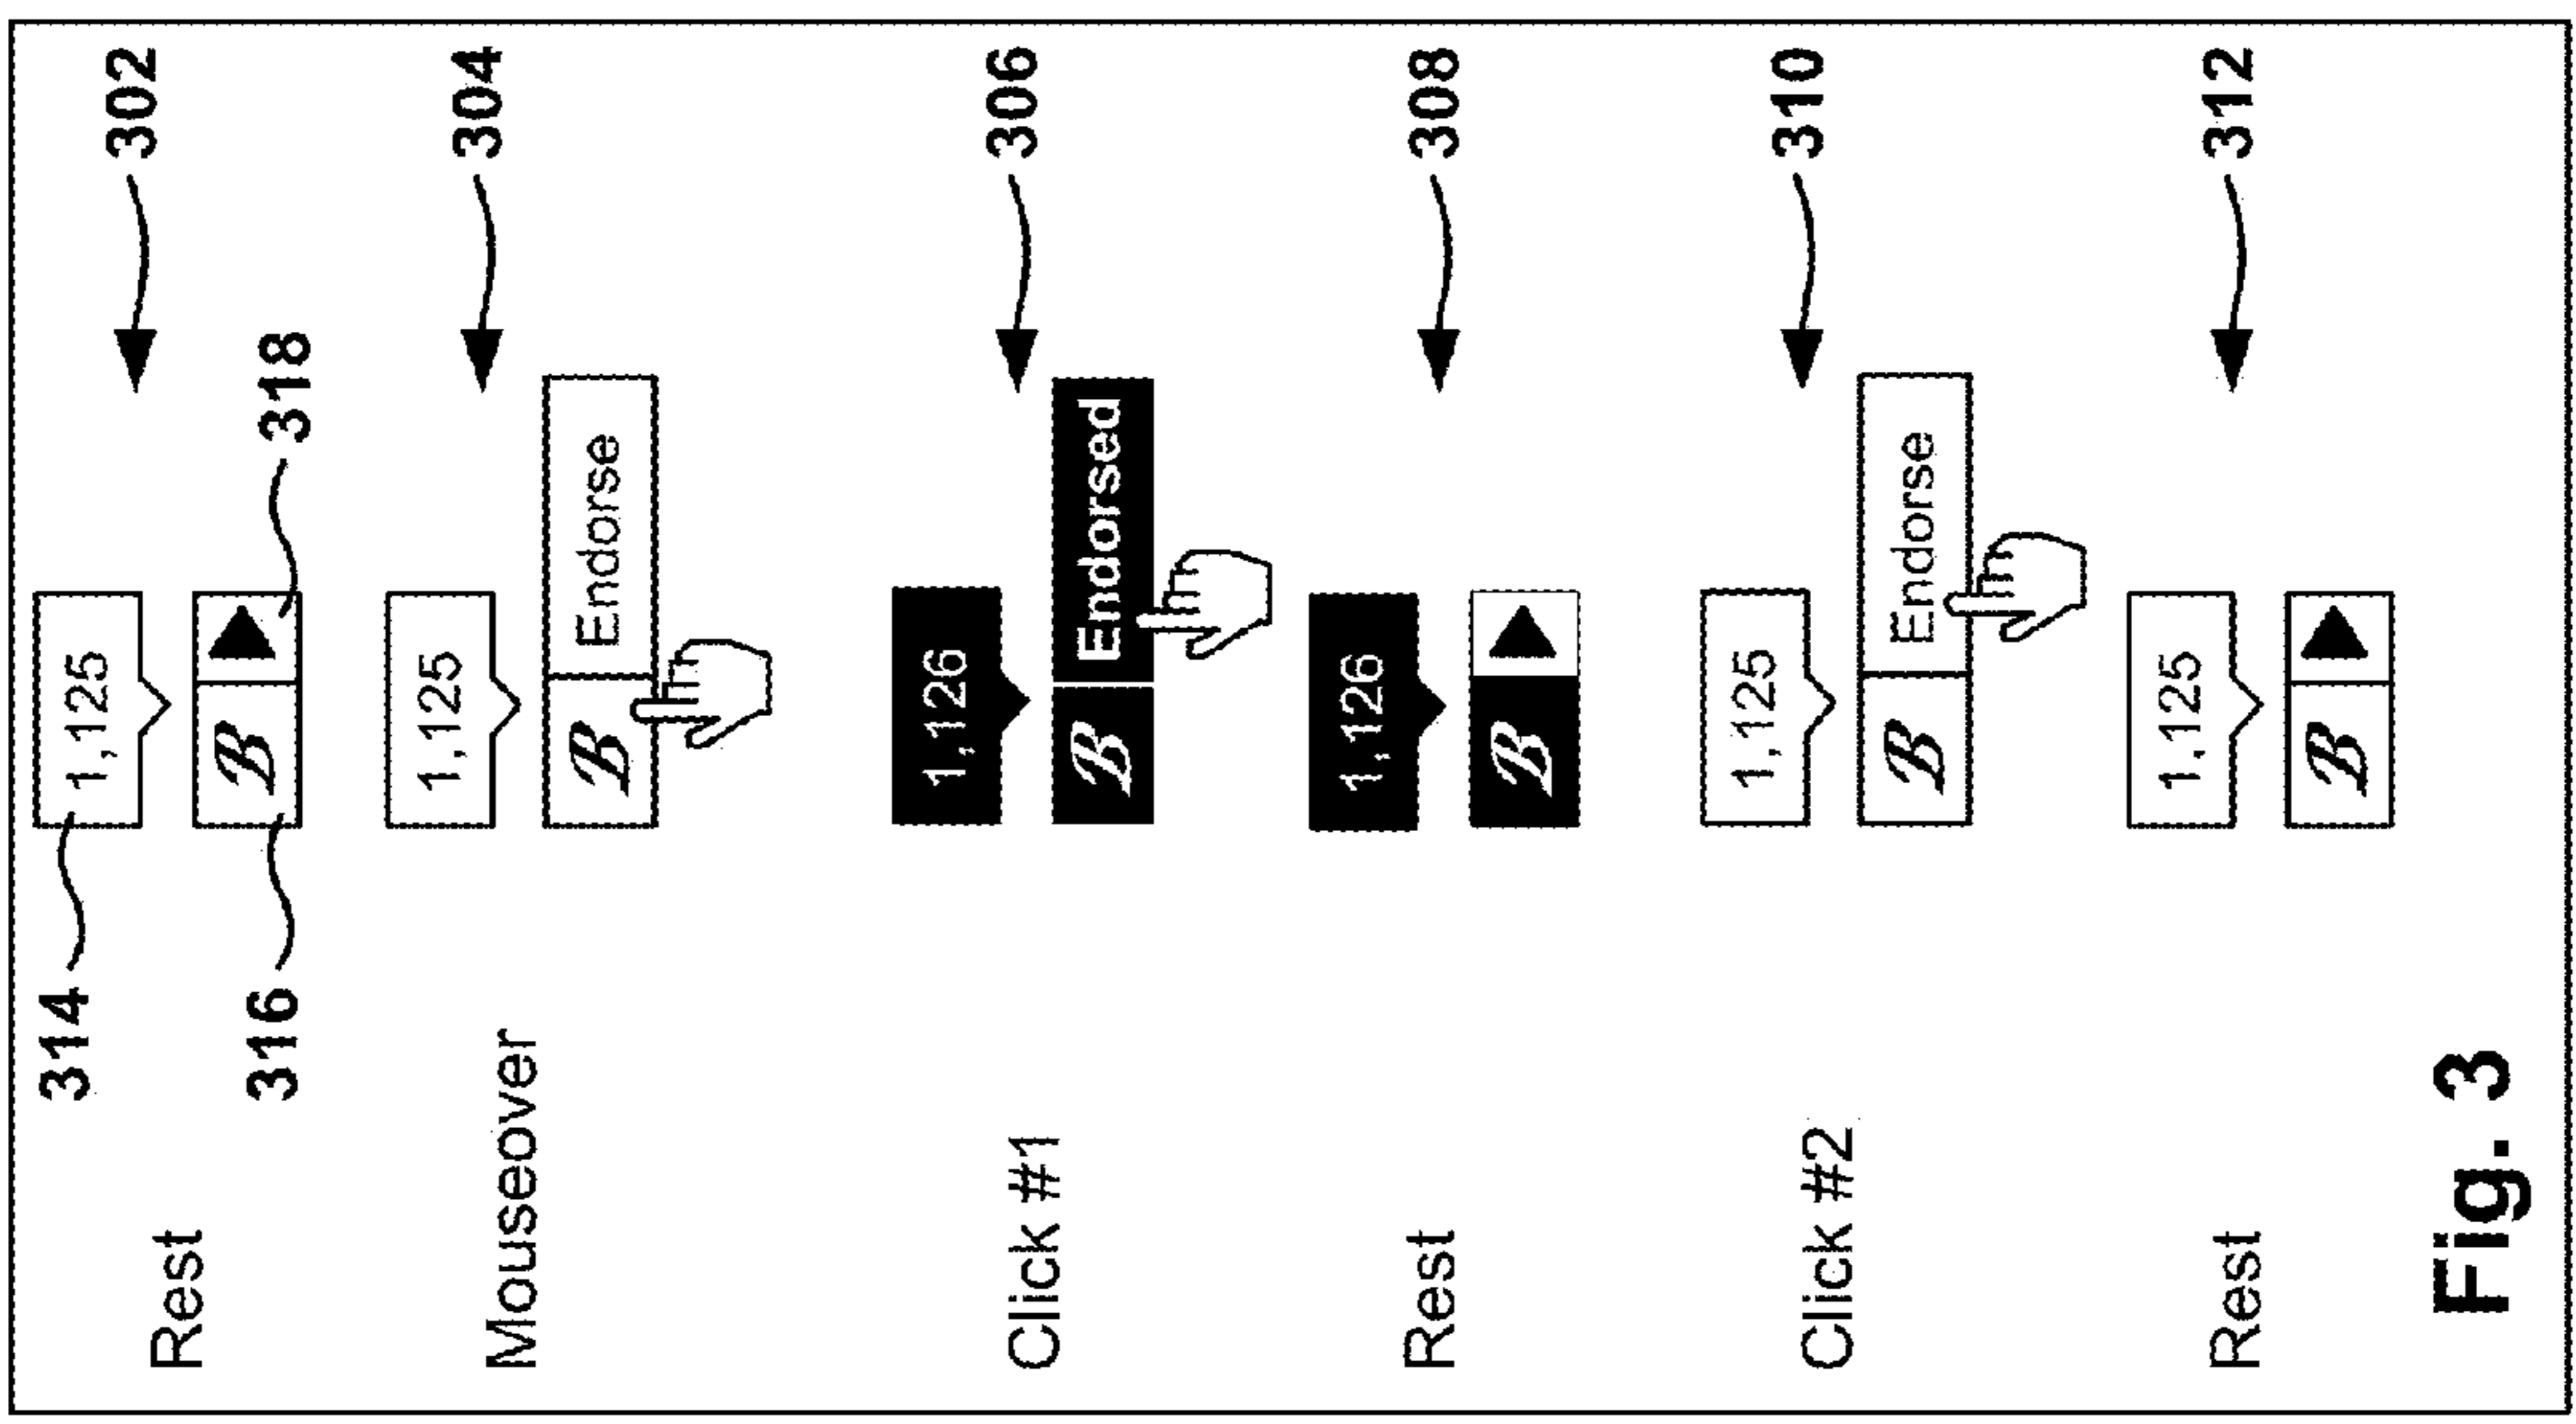 Rest
314
1,125
302
316
B
318
Mouseover
1,125
304
B Endorse
Click #1
1,126
306
B Endorsed
Rest
1,126
308
B
Click #2
1,125
310
B Endorse
Rest
1,125
312
B
Fig. 3